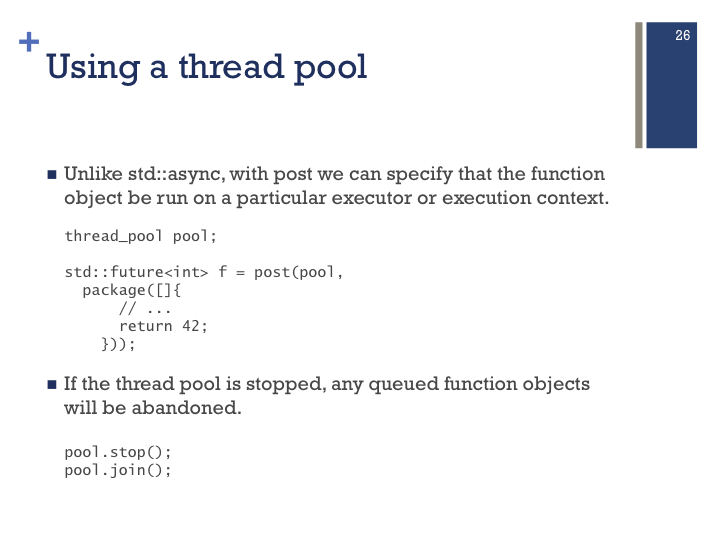 26
+
Using a thread pool
■ Unlike std::async, with post we can specify that the function
object be run on a particular executor or execution context.
thread_pool pool;
std::future<int> f = post(pool,
  package([]{
      // ...
      return 42;
    }));
■ If the thread pool is stopped, any queued function objects
will be abandoned.
pool.stop();
pool.join();